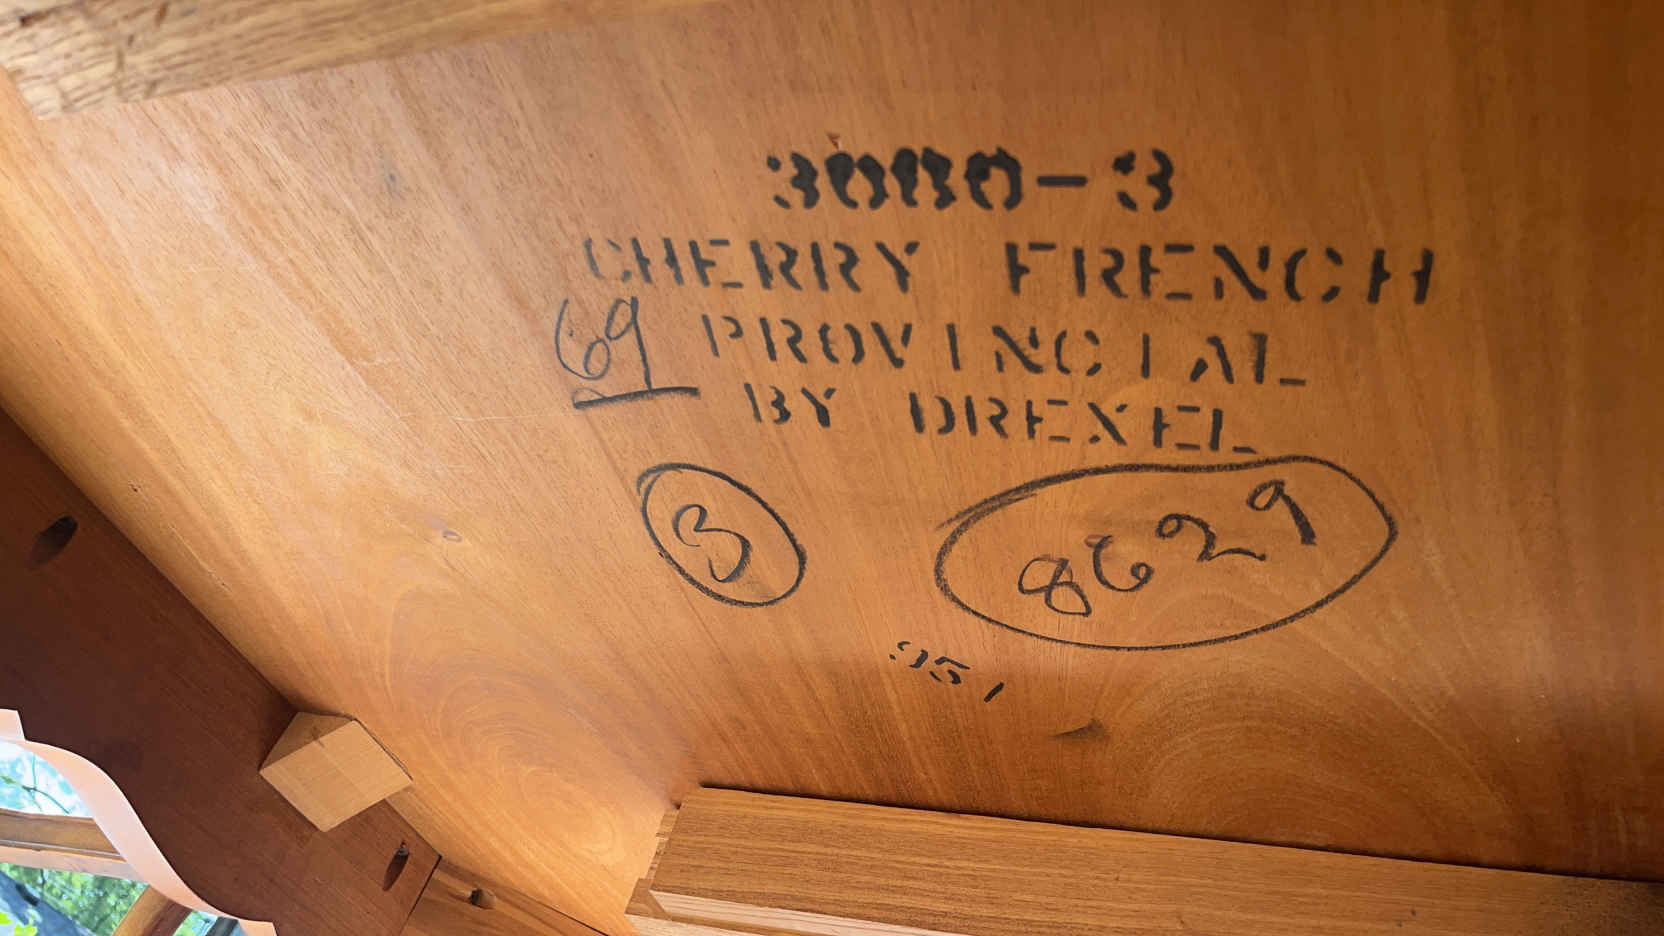 3080-3
CHERRY FRENCH
69 PROVINCIAL
BY DREXEL
3
8629
951